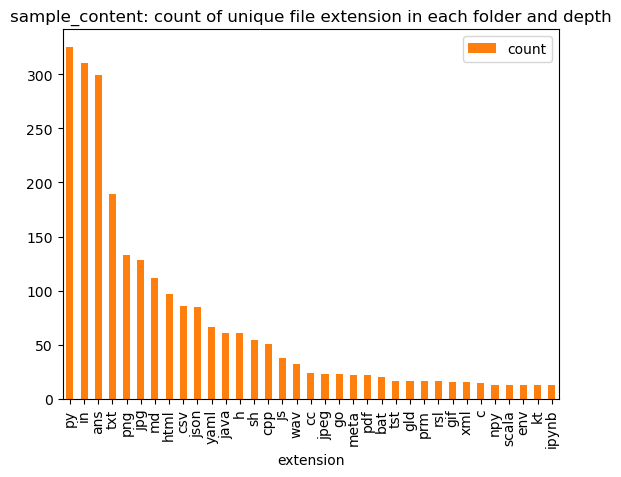 sample_content: count of unique file extension in each folder and depth
count
300
250
200
150
100
50
0
py
in
ans
txt
png
jpg
md
html
csv
json
yaml
java
h
sh
cpp
js
wav
cc
jpeg
go
meta
pdf
bat
tst
gld
prm
rsl
gif
xml
c
npy
scala
env
kt
ipynb
extension